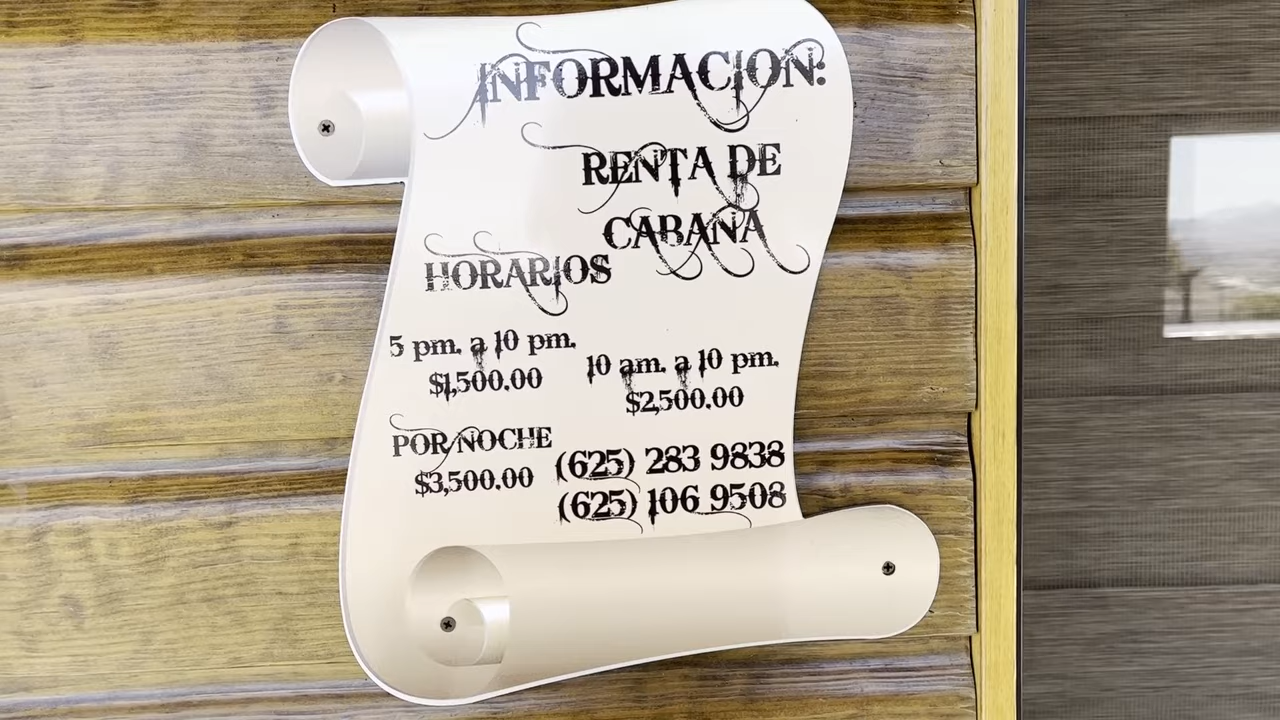 INFORMACION:
RENTA DE
CABAÑA
HORARIOS
5 pm. a 10 pm.
$1,500.00
10 am. a 10 pm.
$2,500.00
POR NOCHE
$3,500.00
(625) 283 9838
(625) 106 9508